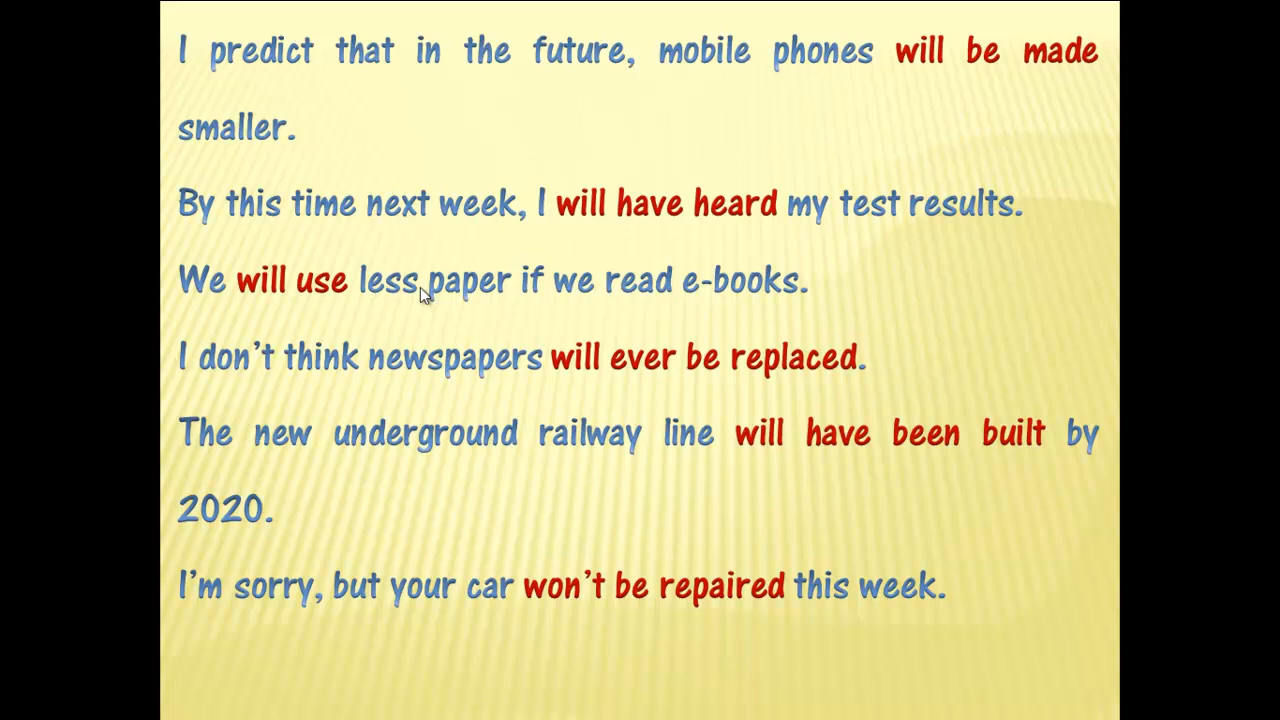 I predict that in the future, mobile phones will be made
smaller.
By this time next week, I will have heard my test results.
We will use less paper if we read e-books.
I don't think newspapers will ever be replaced.
The new underground railway line will have been built by
2020.
I'm sorry, but your car won't be repaired this week.